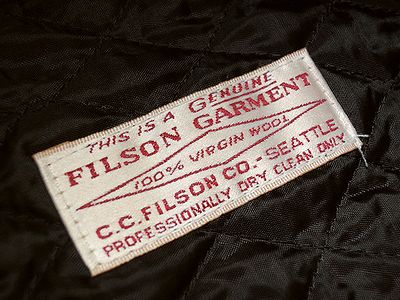 THIS IS A GENUINE
FILSON GARMENT
100% VIRGIN WOOL
C.C. FILSON CO.-SEATTLE
PROFESSIONALLY DRY CLEAN ONLY